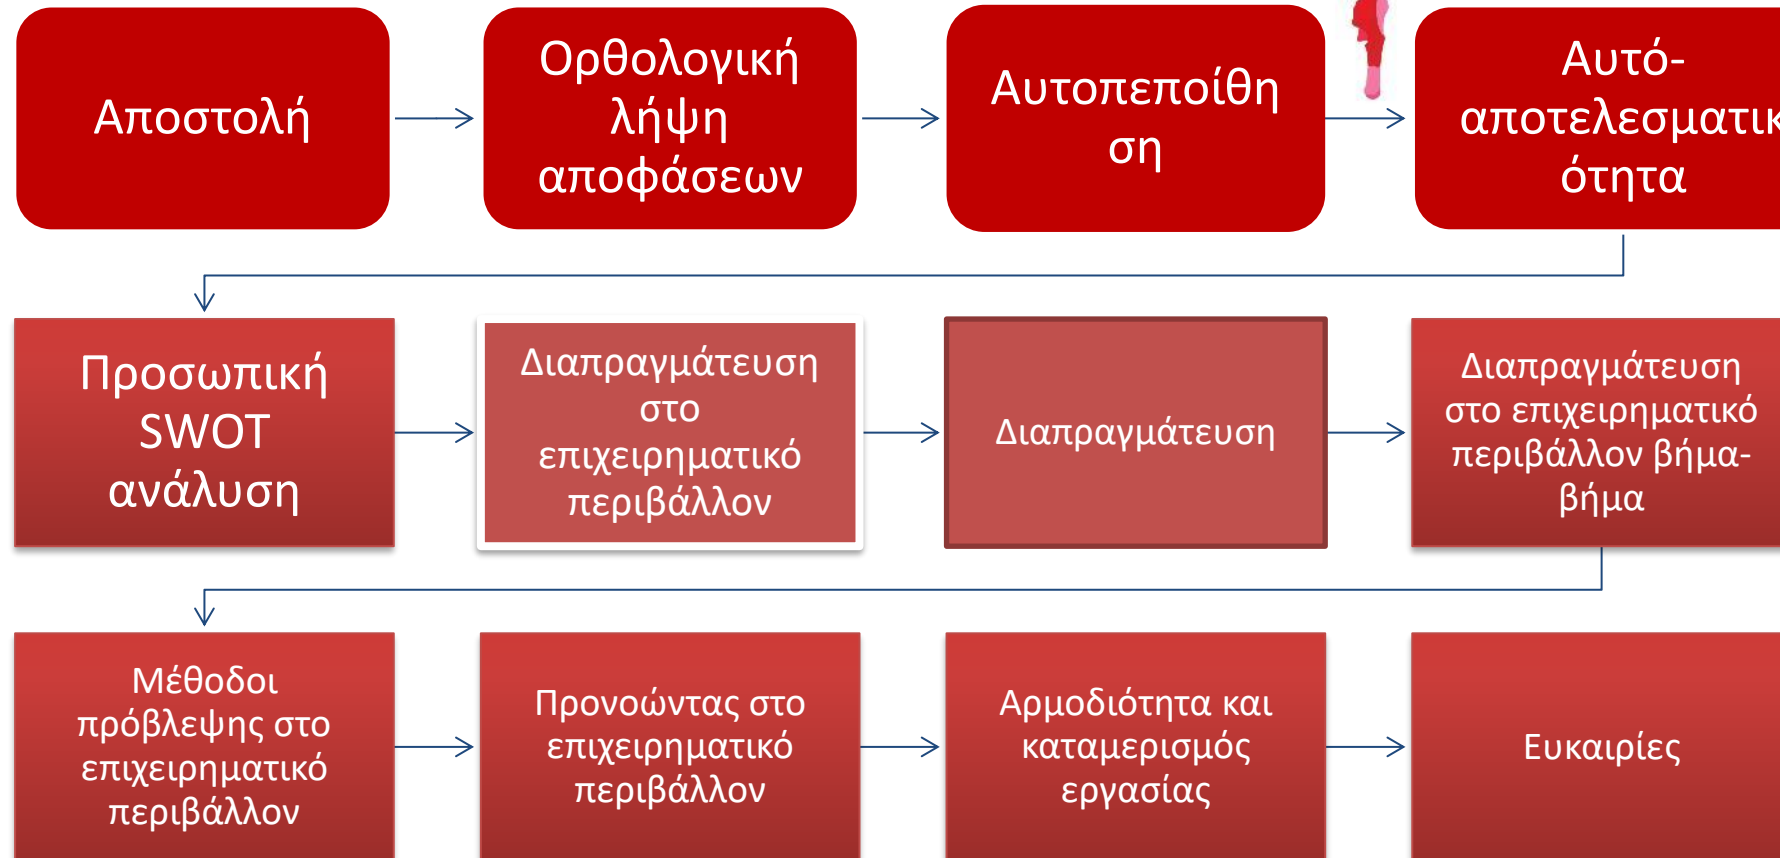 Αποστολή
Ορθολογική
λήψη
αποφάσεων
Αυτοπεποίθη
ση
Αυτό-
αποτελεσματικ
ότητα
Προσωπική
SWOT
ανάλυση
Διαπραγμάτευση
στο
επιχειρηματικό
περιβάλλον
Διαπραγμάτευση
Διαπραγμάτευση
στο επιχειρηματικό
περιβάλλον βήμα-
βήμα
Μέθοδοι
πρόβλεψης στο
επιχειρηματικό
περιβάλλον
Προνοώντας στο
επιχειρηματικό
περιβάλλον
Αρμοδιότητα και
καταμερισμός
εργασίας
Ευκαιρίες